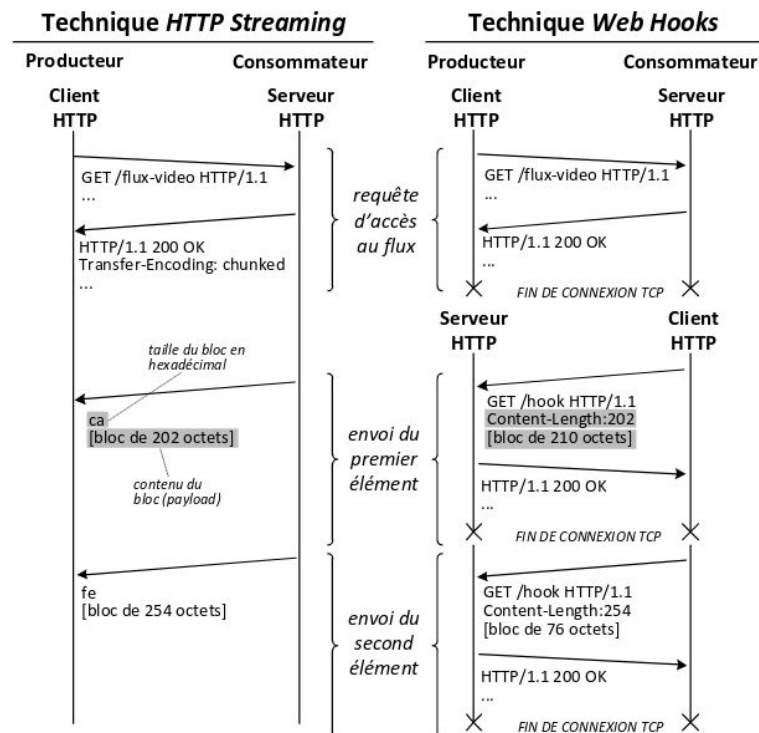 Technique HTTP Streaming
Producteur
Consommateur
Client
HTTP
Serveur
HTTP
GET /flux-video HTTP/1.1
...
HTTP/1.1 200 OK
Transfer-Encoding: chunked
...
taille du bloc en
hexadécimal
ca
[bloc de 202 octets]
contenu du
bloc (payload)
fe
[bloc de 254 octets]
requête
d'accès
au flux
envoi du
premier
élément
envoi du
second
élément
Technique Web Hooks
Producteur
Consommateur
Client
HTTP
Serveur
HTTP
GET /flux-video HTTP/1.1
...
HTTP/1.1 200 OK
...
FIN DE CONNEXION TCP
Serveur
HTTP
Client
HTTP
GET /hook HTTP/1.1
Content-Length:202
[bloc de 210 octets]
HTTP/1.1 200 OK
...
FIN DE CONNEXION TCP
GET /hook HTTP/1.1
Content-Length:254
[bloc de 76 octets]
HTTP/1.1 200 OK
...
FIN DE CONNEXION TCP